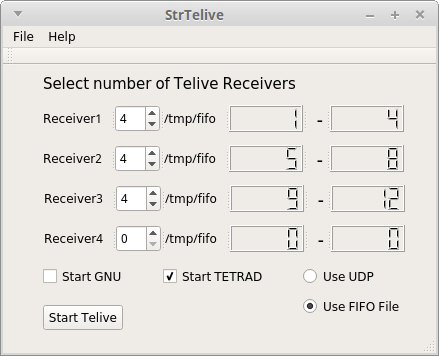 StrTelive
File Help
Select number of Telive Receivers
Receiver1 4 /tmp/fifo 1 - 4
Receiver2 4 /tmp/fifo 5 - 8
Receiver3 4 /tmp/fifo 9 - 12
Receiver4 0 /tmp/fifo 0 - 0
Start GNU Start TETRAD Use UDP
Use FIFO File
Start Telive